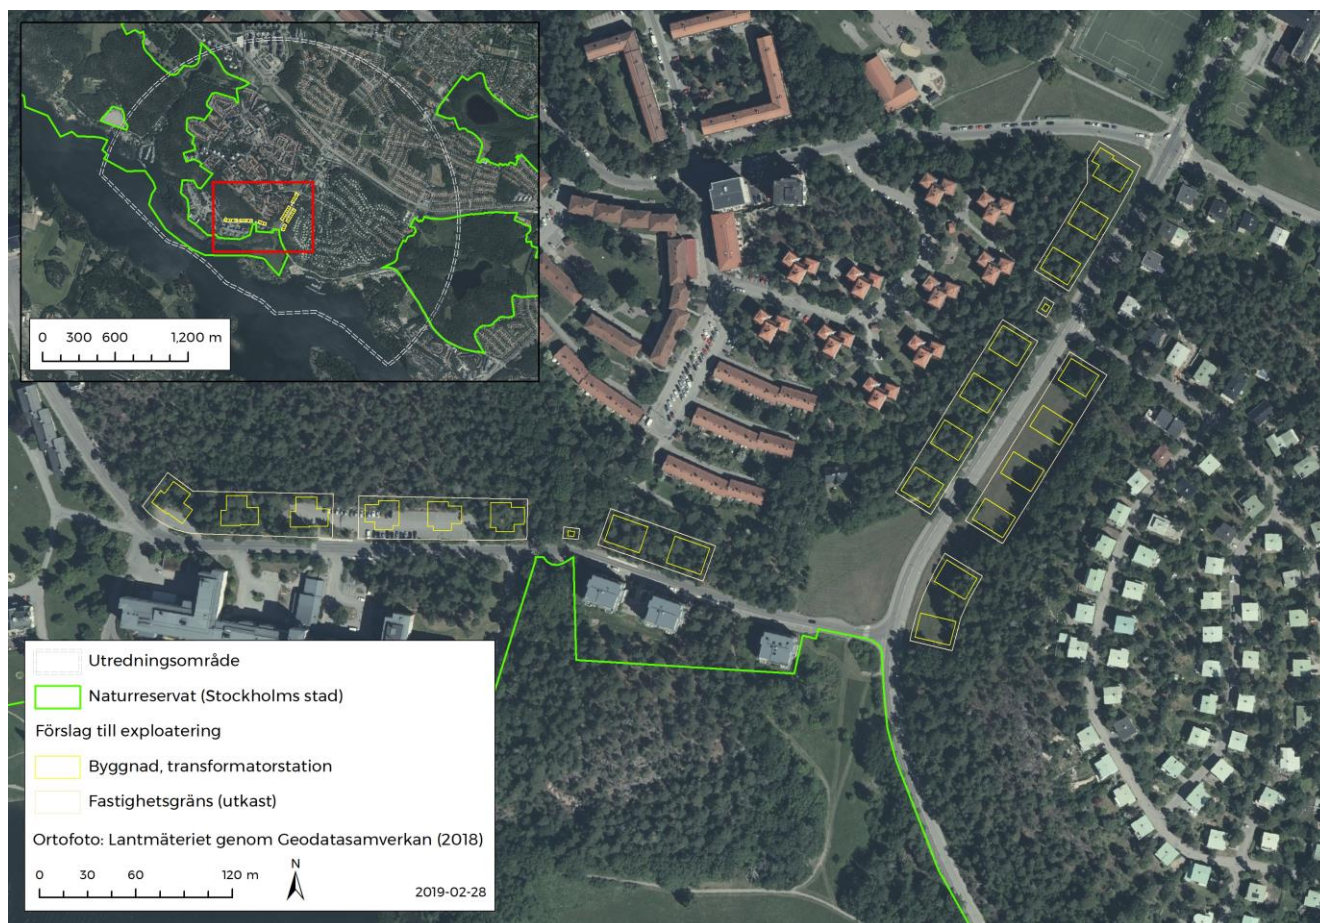 0 300 600 1,200 m
Utredningsområde
Naturreservat (Stockholms stad)
Förslag till exploatering
Byggnad, transformatorstation
Fastighetsgräns (utkast)
Ortofoto: Lantmäteriet genom Geodatasamverkan (2018)
0 30 60 120 m
N
2019-02-28